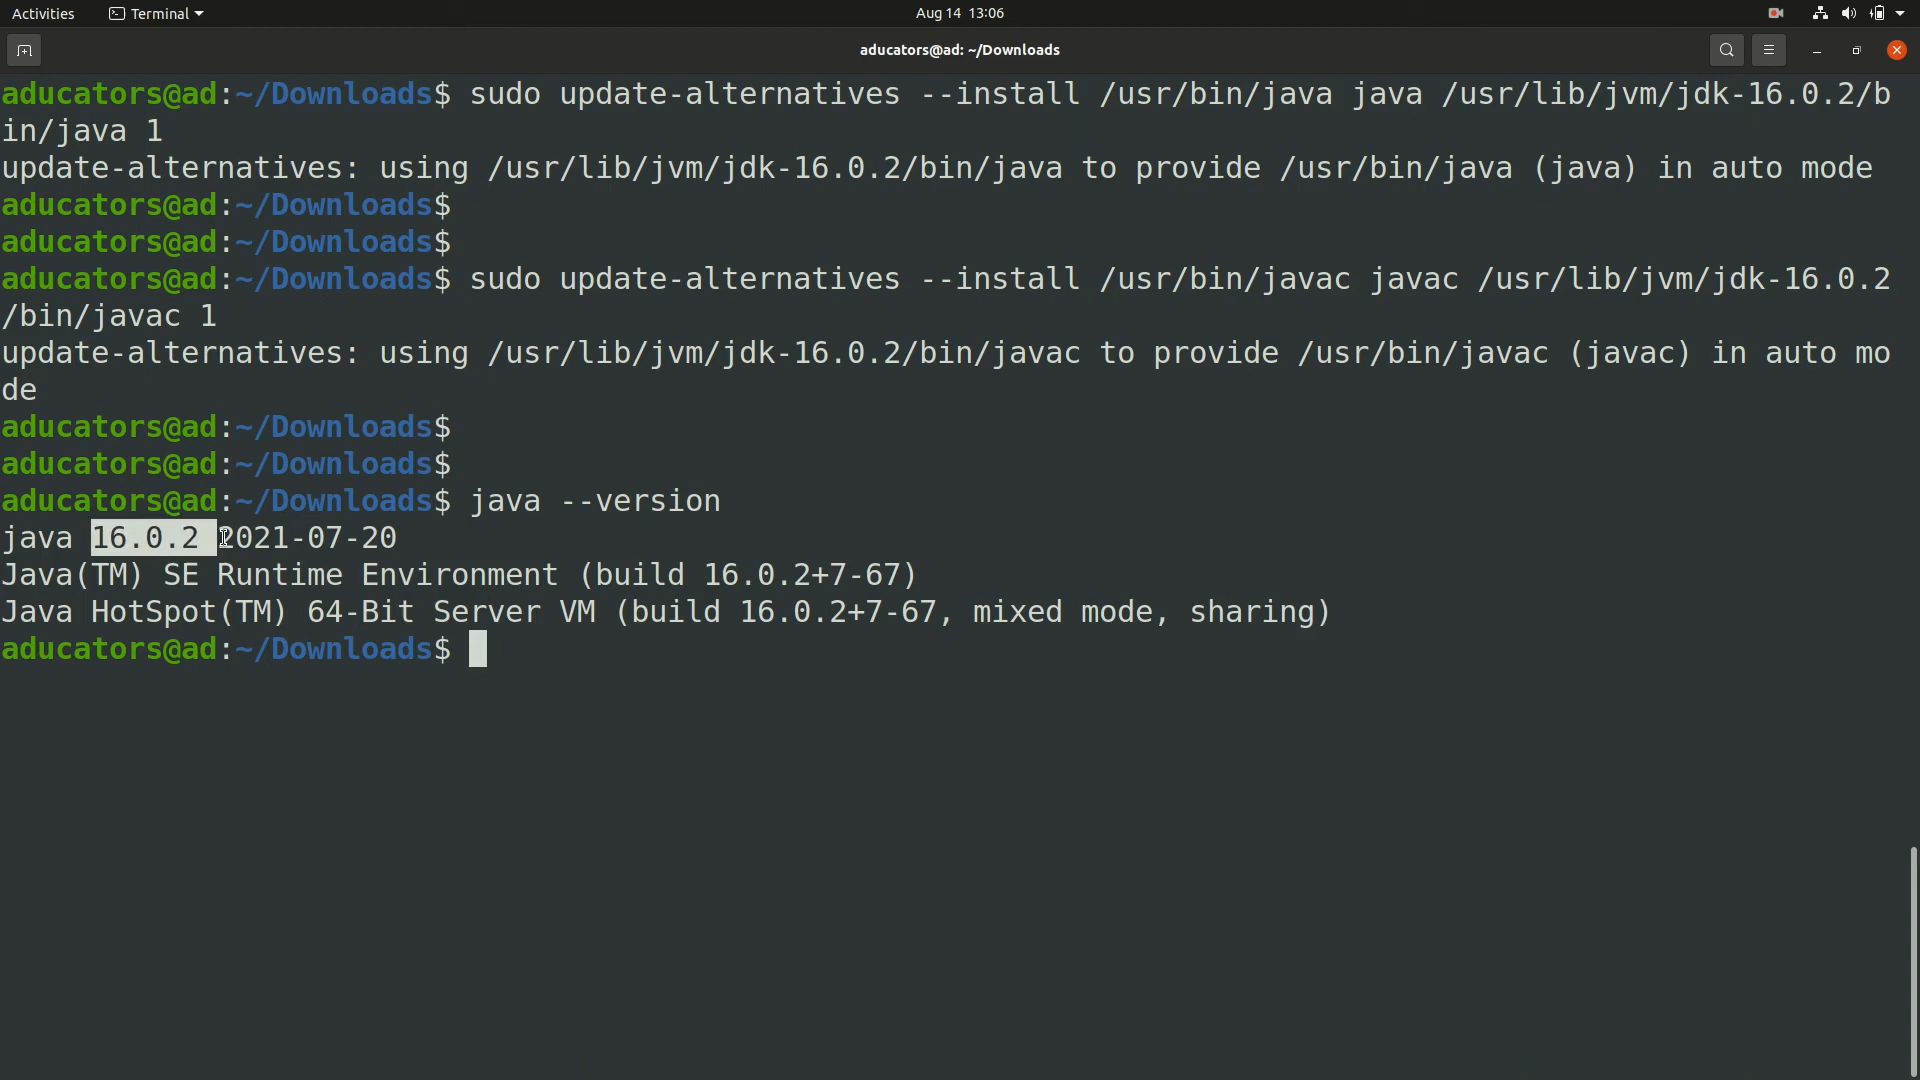 Activities Terminal Aug 14 13:06
aducators@ad: ~/Downloads
aducators@ad:~/Downloads$ sudo update-alternatives --install /usr/bin/java java /usr/lib/jvm/jdk-16.0.2/b
in/java 1
update-alternatives: using /usr/lib/jvm/jdk-16.0.2/bin/java to provide /usr/bin/java (java) in auto mode
aducators@ad:~/Downloads$
aducators@ad:~/Downloads$
aducators@ad:~/Downloads$ sudo update-alternatives --install /usr/bin/javac javac /usr/lib/jvm/jdk-16.0.2
/bin/javac 1
update-alternatives: using /usr/lib/jvm/jdk-16.0.2/bin/javac to provide /usr/bin/javac (javac) in auto mo
de
aducators@ad:~/Downloads$
aducators@ad:~/Downloads$
aducators@ad:~/Downloads$ java --version
java 16.0.2 2021-07-20
Java(TM) SE Runtime Environment (build 16.0.2+7-67)
Java HotSpot(TM) 64-Bit Server VM (build 16.0.2+7-67, mixed mode, sharing)
aducators@ad:~/Downloads$